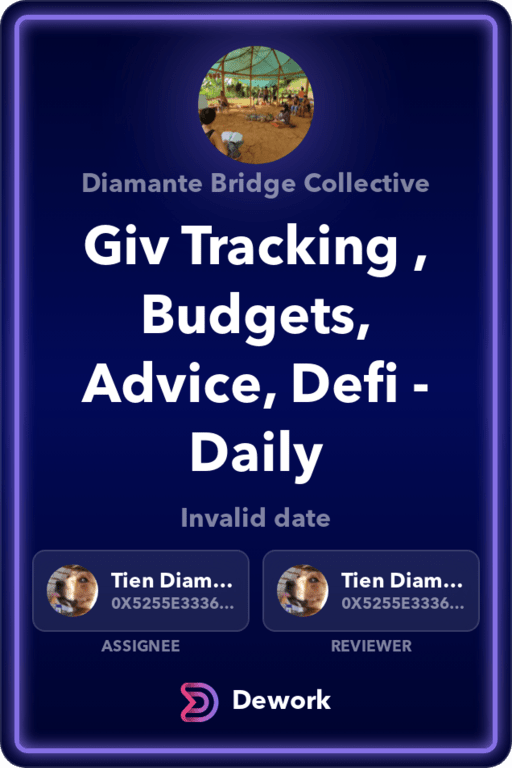 Diamante Bridge Collective
Giv Tracking ,
Budgets,
Advice, Defi -
Daily
Invalid date
Tien Diam...
0X5255E3336...
ASSIGNEE
Tien Diam...
0X5255E3336...
REVIEWER
Dework